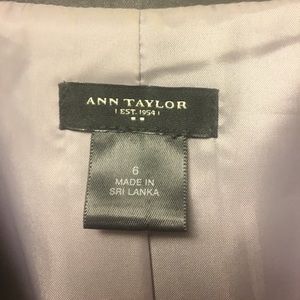 ANN TAYLOR
| EST. 1954 |
6
MADE IN
SRI LANKA